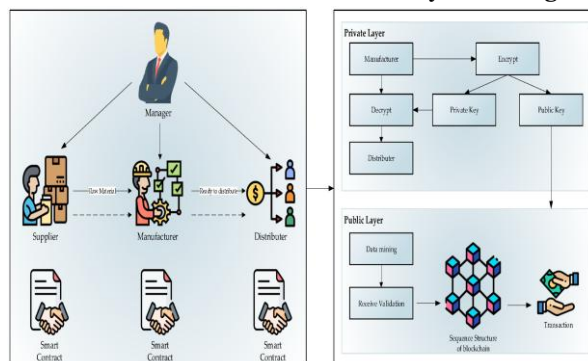 Manager
Raw Material
Ready to distribute
Supplier
Manufacturer
Distributer
Smart
Contract
Smart
Contract
Smart
Contract
Private Layer
Manufacturer
Encrypt
Decrypt
Private Key
Public Key
Distributer
Public Layer
Data mining
Receive Validation
Sequence Structure
of blockchain
Transaction